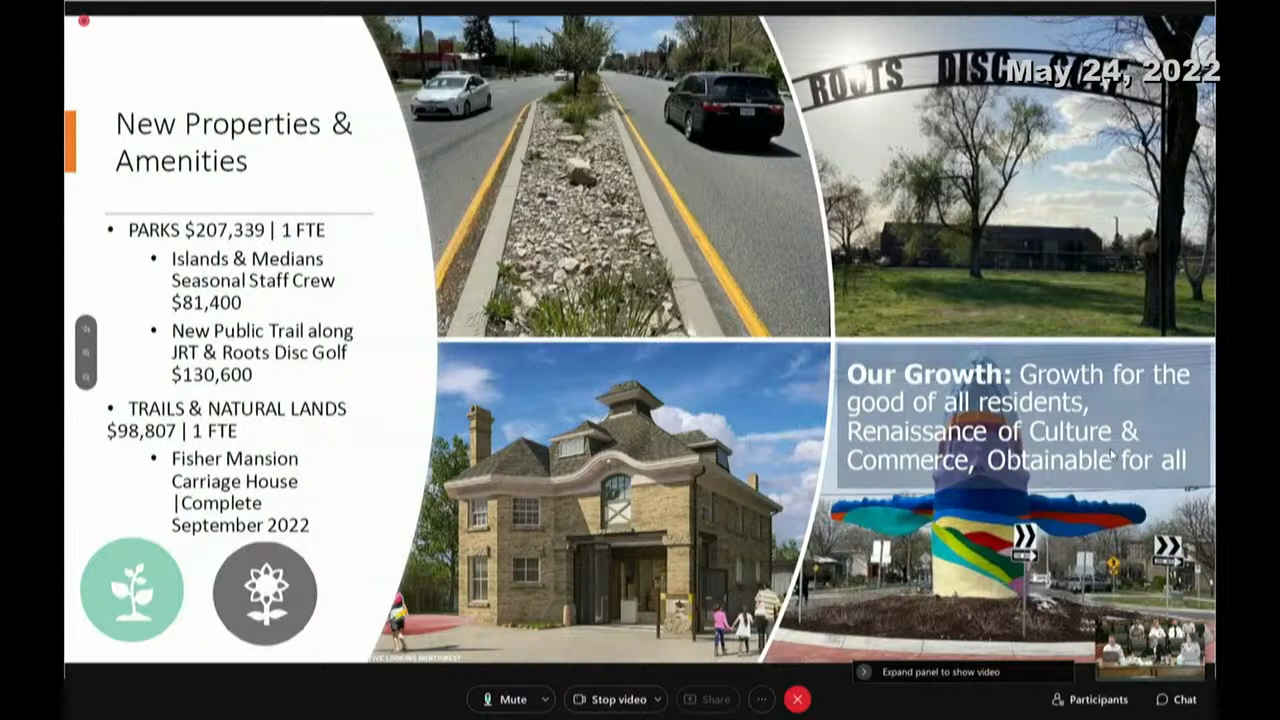 May 24, 2022
New Properties &
Amenities
• PARKS $207,339 | 1 FTE
• Islands & Medians
Seasonal Staff Crew
$81,400
• New Public Trail along
JRT & Roots Disc Golf
$130,600
• TRAILS & NATURAL LANDS
$98,807 | 1 FTE
• Fisher Mansion
Carriage House
|Complete
September 2022
ROOTS DISC
Our Growth: Growth for the
good of all residents,
Renaissance of Culture &
Commerce, Obtainable for all
LOOKING NORTHWEST
Expand panel to show video
Mute
Stop video
Share
Participants
Chat